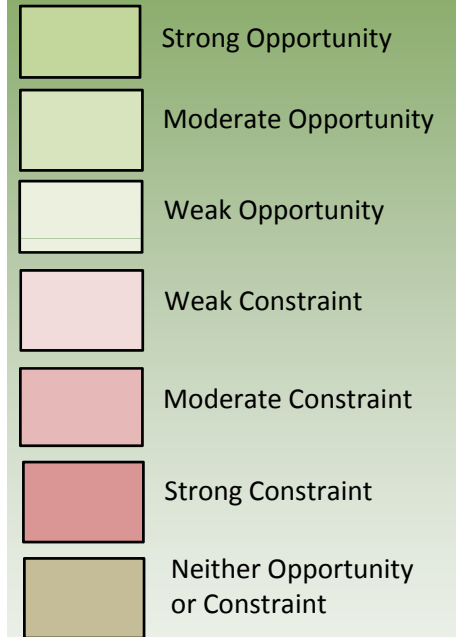 Strong Opportunity
Moderate Opportunity
Weak Opportunity
Weak Constraint
Moderate Constraint
Strong Constraint
Neither Opportunity
or Constraint